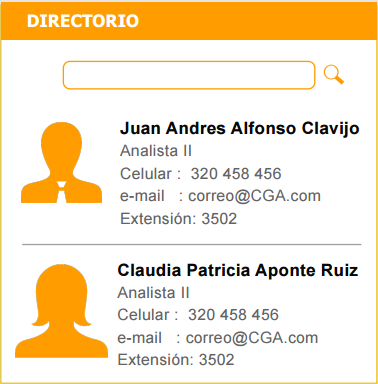 DIRECTORIO
Juan Andres Alfonso Clavijo
Analista II
Celular : 320 458 456
e-mail : correo@CGA.com
Extensión: 3502
Claudia Patricia Aponte Ruiz
Analista II
Celular : 320 458 456
e-mail : correo@CGA.com
Extensión: 3502